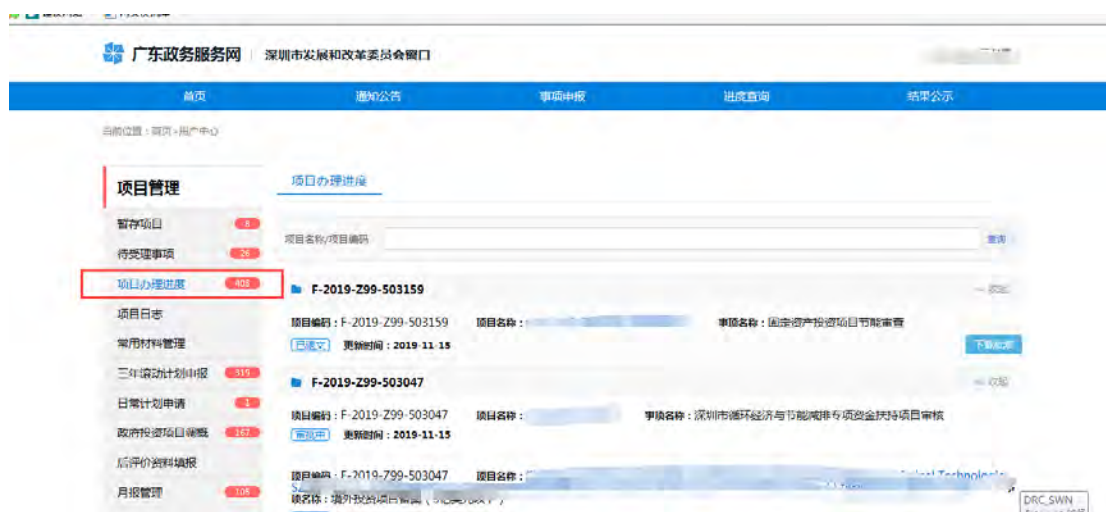 广东政务服务网 深圳市发展和改革委员会窗口
首页 通知公告 事项申报 进度查询 结果公示
当前位置：首页>用户中心
项目管理
项目办理进度
暂存项目 8
项目名称/项目编码 查询
待受理事项 26
项目办理进度 408
F-2019-Z99-503159 收起
项目日志
项目编码：F-2019-Z99-503159 项目名称： 事项名称：固定资产投资项目节能审查
常用材料管理
更新时间：2019-11-15
三年滚动计划申报 315
F-2019-Z99-503047 收起
日常计划申请 1
项目编码：F-2019-Z99-503047 项目名称： 事项名称：深圳市循环经济与节能减排专项资金扶持项目审核
政府投资项目 167
审批中 更新时间：2019-11-15
后评价资料填报
项目编码：F-2019-Z99-503047 项目名称：
月报管理 105
DRC_SWN